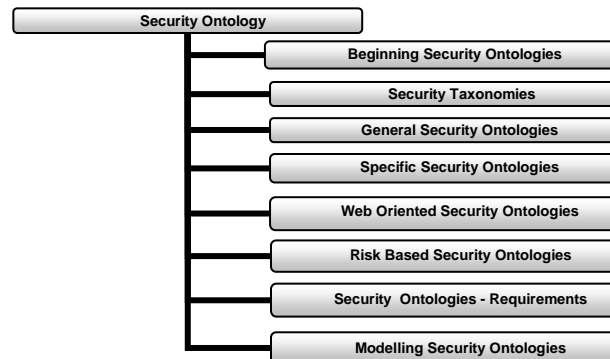 Security Ontology
Beginning Security Ontologies
Security Taxonomies
General Security Ontologies
Specific Security Ontologies
Web Oriented Security Ontologies
Risk Based Security Ontologies
Security  Ontologies - Requirements
Modelling Security Ontologies